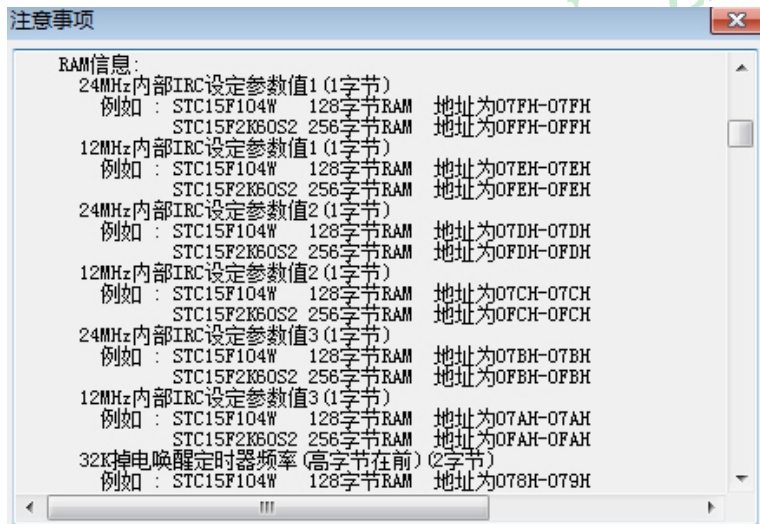 注意事项
RAM信息:
24MHz内部IRC设定参数值1(1字节)
例如 : STC15F104W 128字节RAM 地址为07FH-07FH
STC15F2K60S2 256字节RAM 地址为0FFH-0FFH
12MHz内部IRC设定参数值1(1字节)
例如 : STC15F104W 128字节RAM 地址为07EH-07EH
STC15F2K60S2 256字节RAM 地址为0FEH-0FEH
24MHz内部IRC设定参数值2(1字节)
例如 : STC15F104W 128字节RAM 地址为07DH-07DH
STC15F2K60S2 256字节RAM 地址为0FDH-0FDH
12MHz内部IRC设定参数值2(1字节)
例如 : STC15F104W 128字节RAM 地址为07CH-07CH
STC15F2K60S2 256字节RAM 地址为0FCH-0FCH
24MHz内部IRC设定参数值3(1字节)
例如 : STC15F104W 128字节RAM 地址为07BH-07BH
STC15F2K60S2 256字节RAM 地址为0FBH-0FBH
12MHz内部IRC设定参数值3(1字节)
例如 : STC15F104W 128字节RAM 地址为07AH-07AH
STC15F2K60S2 256字节RAM 地址为0FAH-0FAH
32K掉电唤醒定时器频率(高字节在前)(2字节)
例如 : STC15F104W 128字节RAM 地址为078H-079H